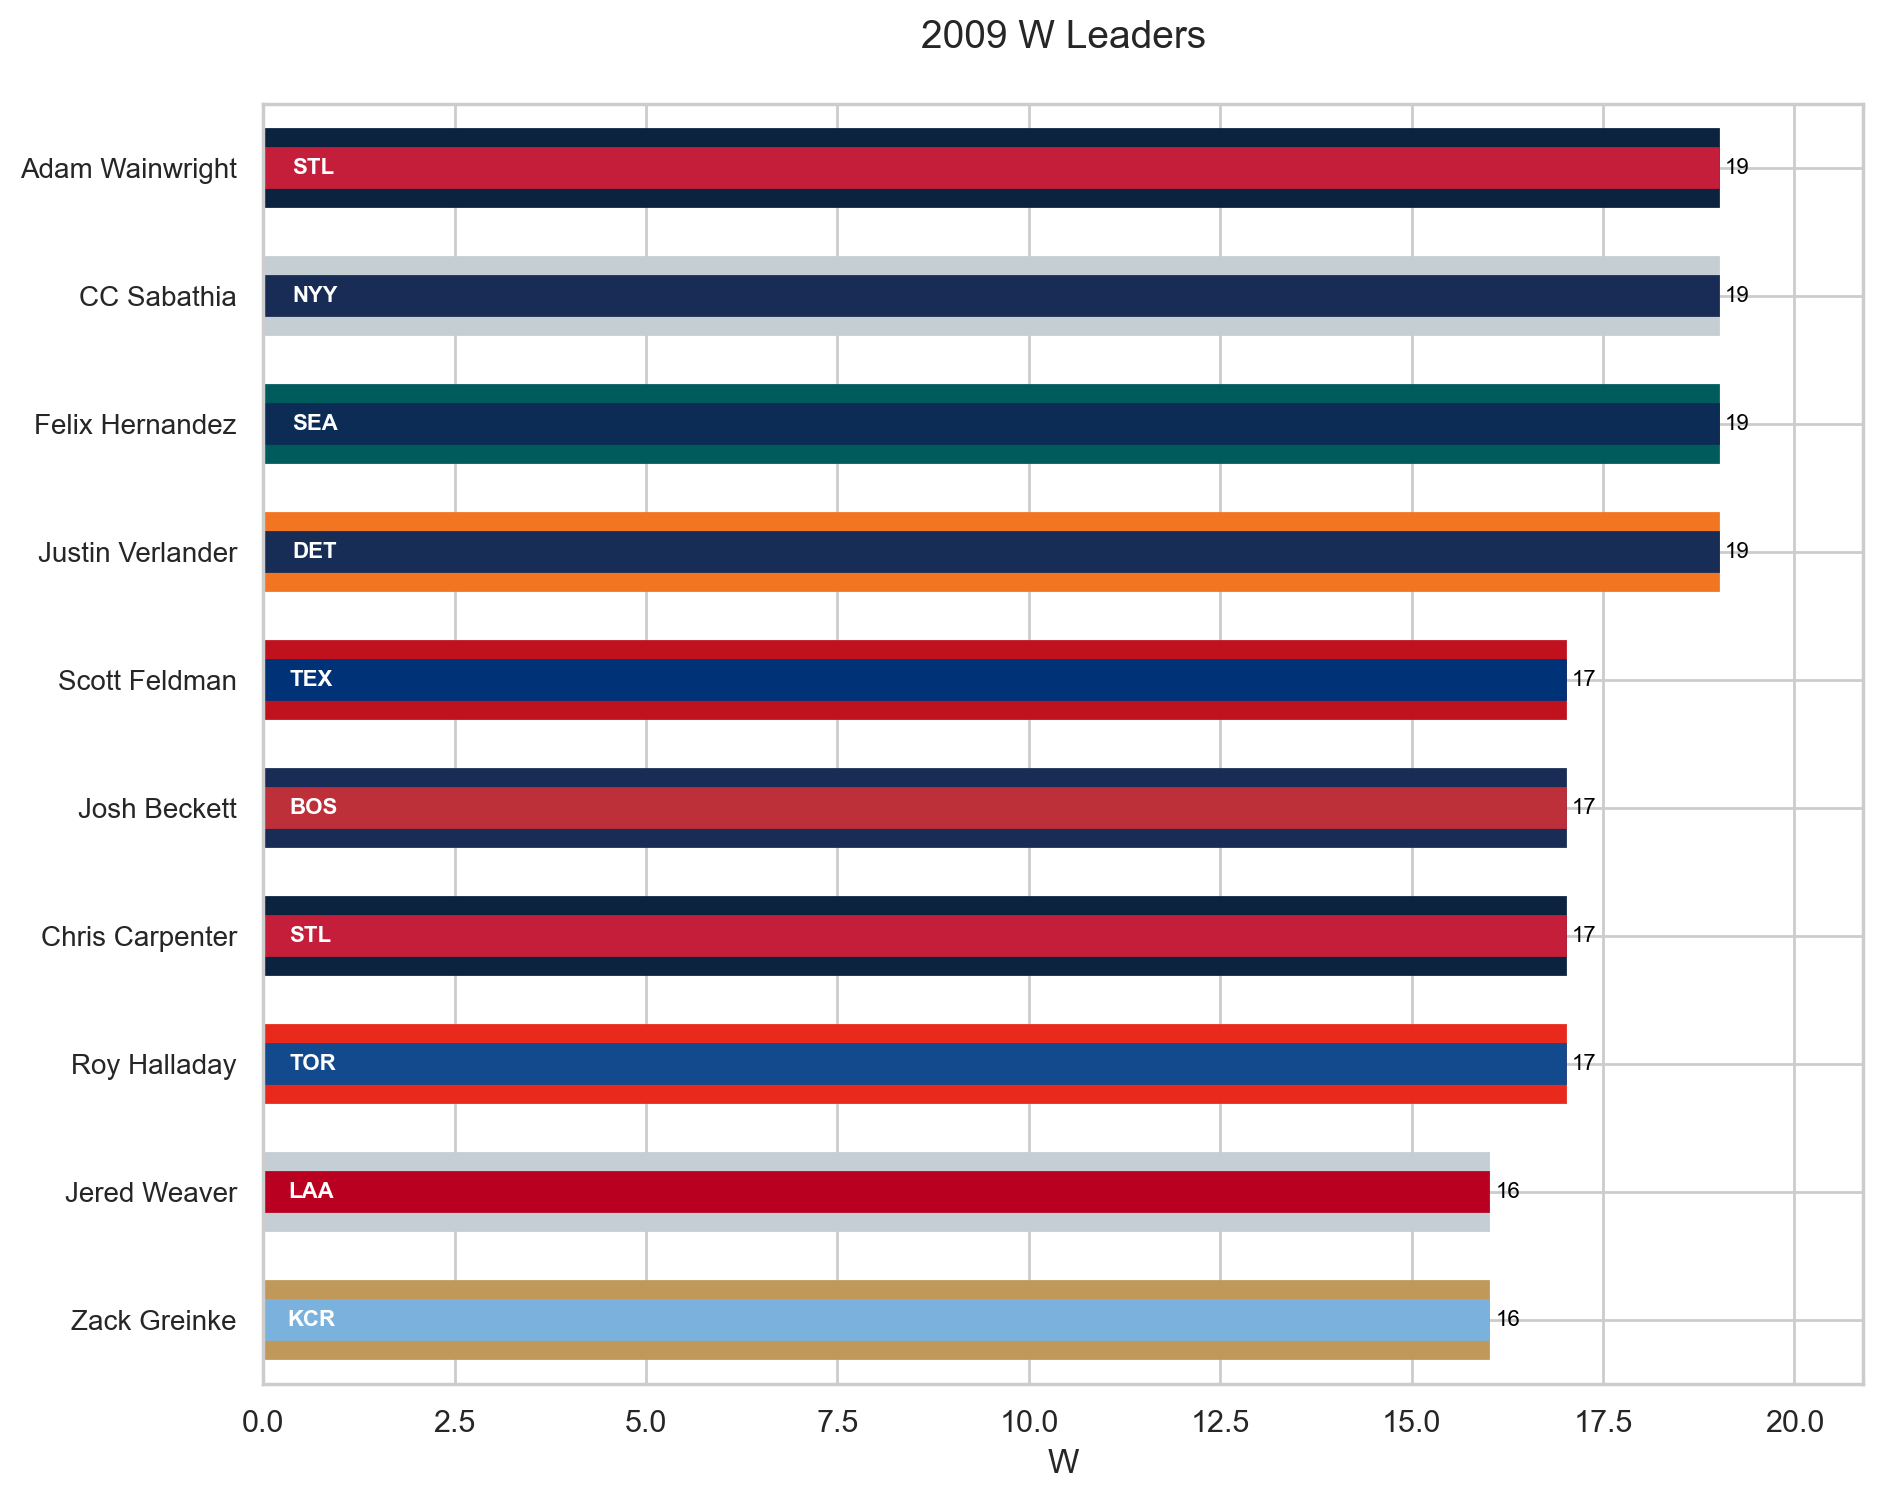 2009 W Leaders
Adam Wainwright STL 19
CC Sabathia NYY 19
Felix Hernandez SEA 19
Justin Verlander DET 19
Scott Feldman TEX 17
Josh Beckett BOS 17
Chris Carpenter STL 17
Roy Halladay TOR 17
Jered Weaver LAA 16
Zack Greinke KCR 16
0.0 2.5 5.0 7.5 10.0 12.5 15.0 17.5 20.0
W